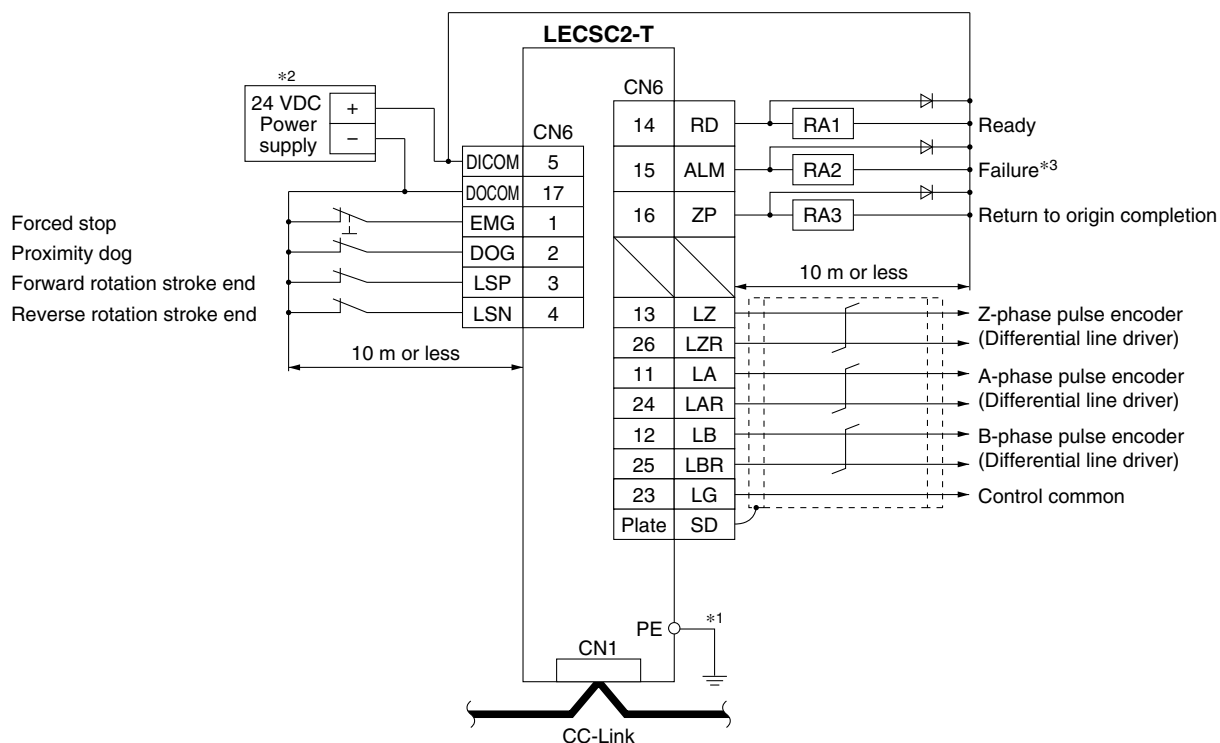 LECSC2-T
*2
24 VDC
Power
supply
+
−
CN6
DICOM 5
DOCOM 17
EMG 1
DOG 2
LSP 3
LSN 4
Forced stop
Proximity dog
Forward rotation stroke end
Reverse rotation stroke end
10 m or less
CN6
14 RD RA1 Ready
15 ALM RA2 Failure*3
16 ZP RA3 Return to origin completion
10 m or less
13 LZ Z-phase pulse encoder
26 LZR (Differential line driver)
11 LA A-phase pulse encoder
24 LAR (Differential line driver)
12 LB B-phase pulse encoder
25 LBR (Differential line driver)
23 LG Control common
Plate SD
PE *1
CN1
CC-Link